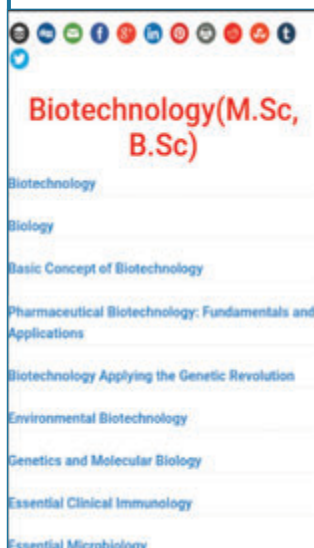 Biotechnology(M.Sc,
B.Sc)
Biotechnology
Biology
Basic Concept of Biotechnology
Pharmaceutical Biotechnology: Fundamentals and
Applications
Biotechnology Applying the Genetic Revolution
Environmental Biotechnology
Genetics and Molecular Biology
Essential Clinical Immunology
Essential Microbiology